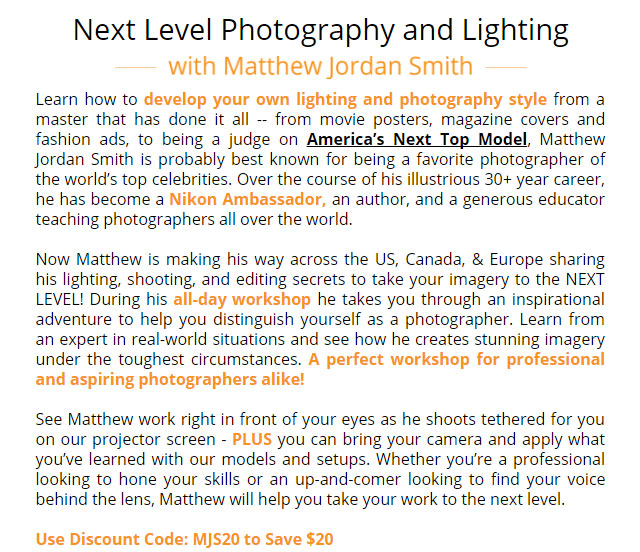 Next Level Photography and Lighting
with Matthew Jordan Smith
Learn how to develop your own lighting and photography style from a
master that has done it all -- from movie posters, magazine covers and
fashion ads, to being a judge on America's Next Top Model, Matthew
Jordan Smith is probably best known for being a favorite photographer of
the world's top celebrities. Over the course of his illustrious 30+ year career,
he has become a Nikon Ambassador, an author, and a generous educator
teaching photographers all over the world.
Now Matthew is making his way across the US, Canada, & Europe sharing
his lighting, shooting, and editing secrets to take your imagery to the NEXT
LEVEL! During his all-day workshop he takes you through an inspirational
adventure to help you distinguish yourself as a photographer. Learn from
an expert in real-world situations and see how he creates stunning imagery
under the toughest circumstances. A perfect workshop for professional
and aspiring photographers alike!
See Matthew work right in front of your eyes as he shoots tethered for you
on our projector screen - PLUS you can bring your camera and apply what
you've learned with our models and setups. Whether you're a professional
looking to hone your skills or an up-and-comer looking to find your voice
behind the lens, Matthew will help you take your work to the next level.
Use Discount Code: MJS20 to Save $20